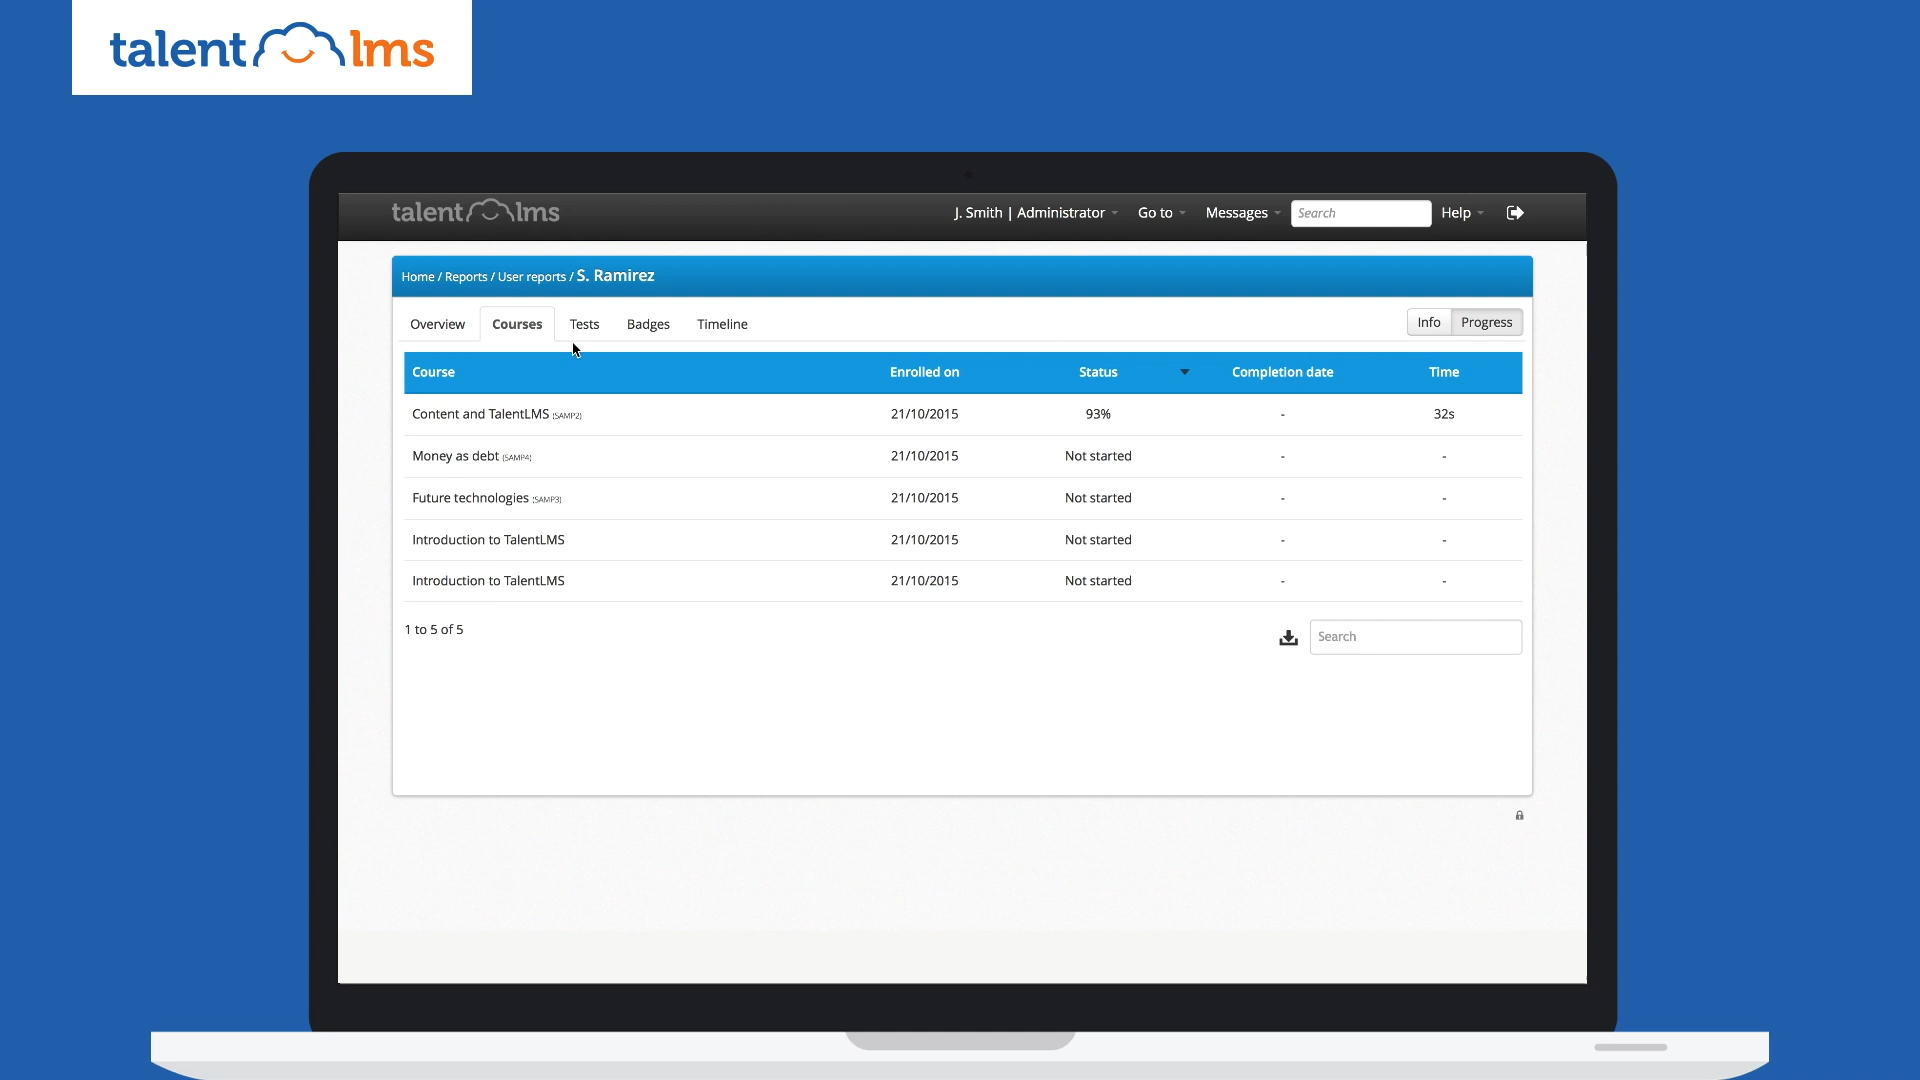 talent lms
talent lms
J. Smith | Administrator Go to Messages Search Help
Home / Reports / User reports / S. Ramirez
Overview Courses Tests Badges Timeline Info Progress
Course Enrolled on Status Completion date Time
Content and TalentLMS (SAMP2) 21/10/2015 93% - 32s
Money as debt (SAMP4) 21/10/2015 Not started - -
Future technologies (SAMP3) 21/10/2015 Not started - -
Introduction to TalentLMS 21/10/2015 Not started - -
Introduction to TalentLMS 21/10/2015 Not started - -
1 to 5 of 5 Search